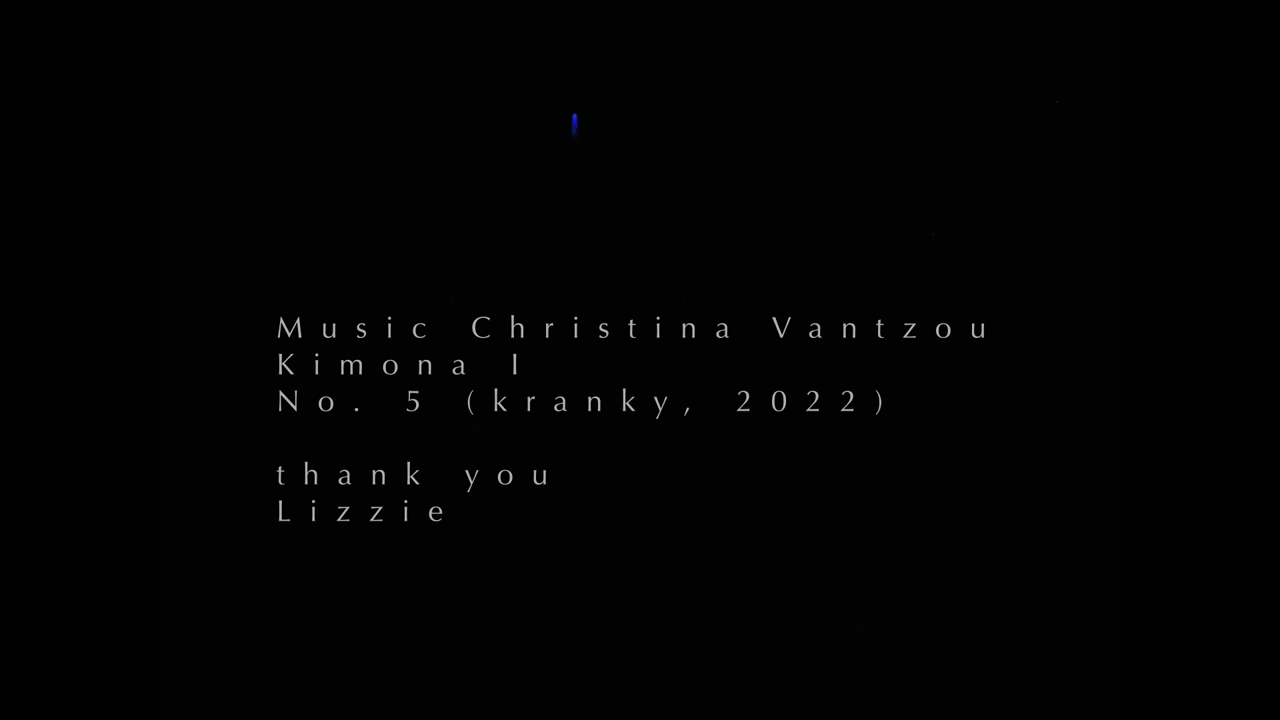 Music Christina Vantzou
Kimona I
No. 5 (kranky, 2022)
thank you
Lizzie